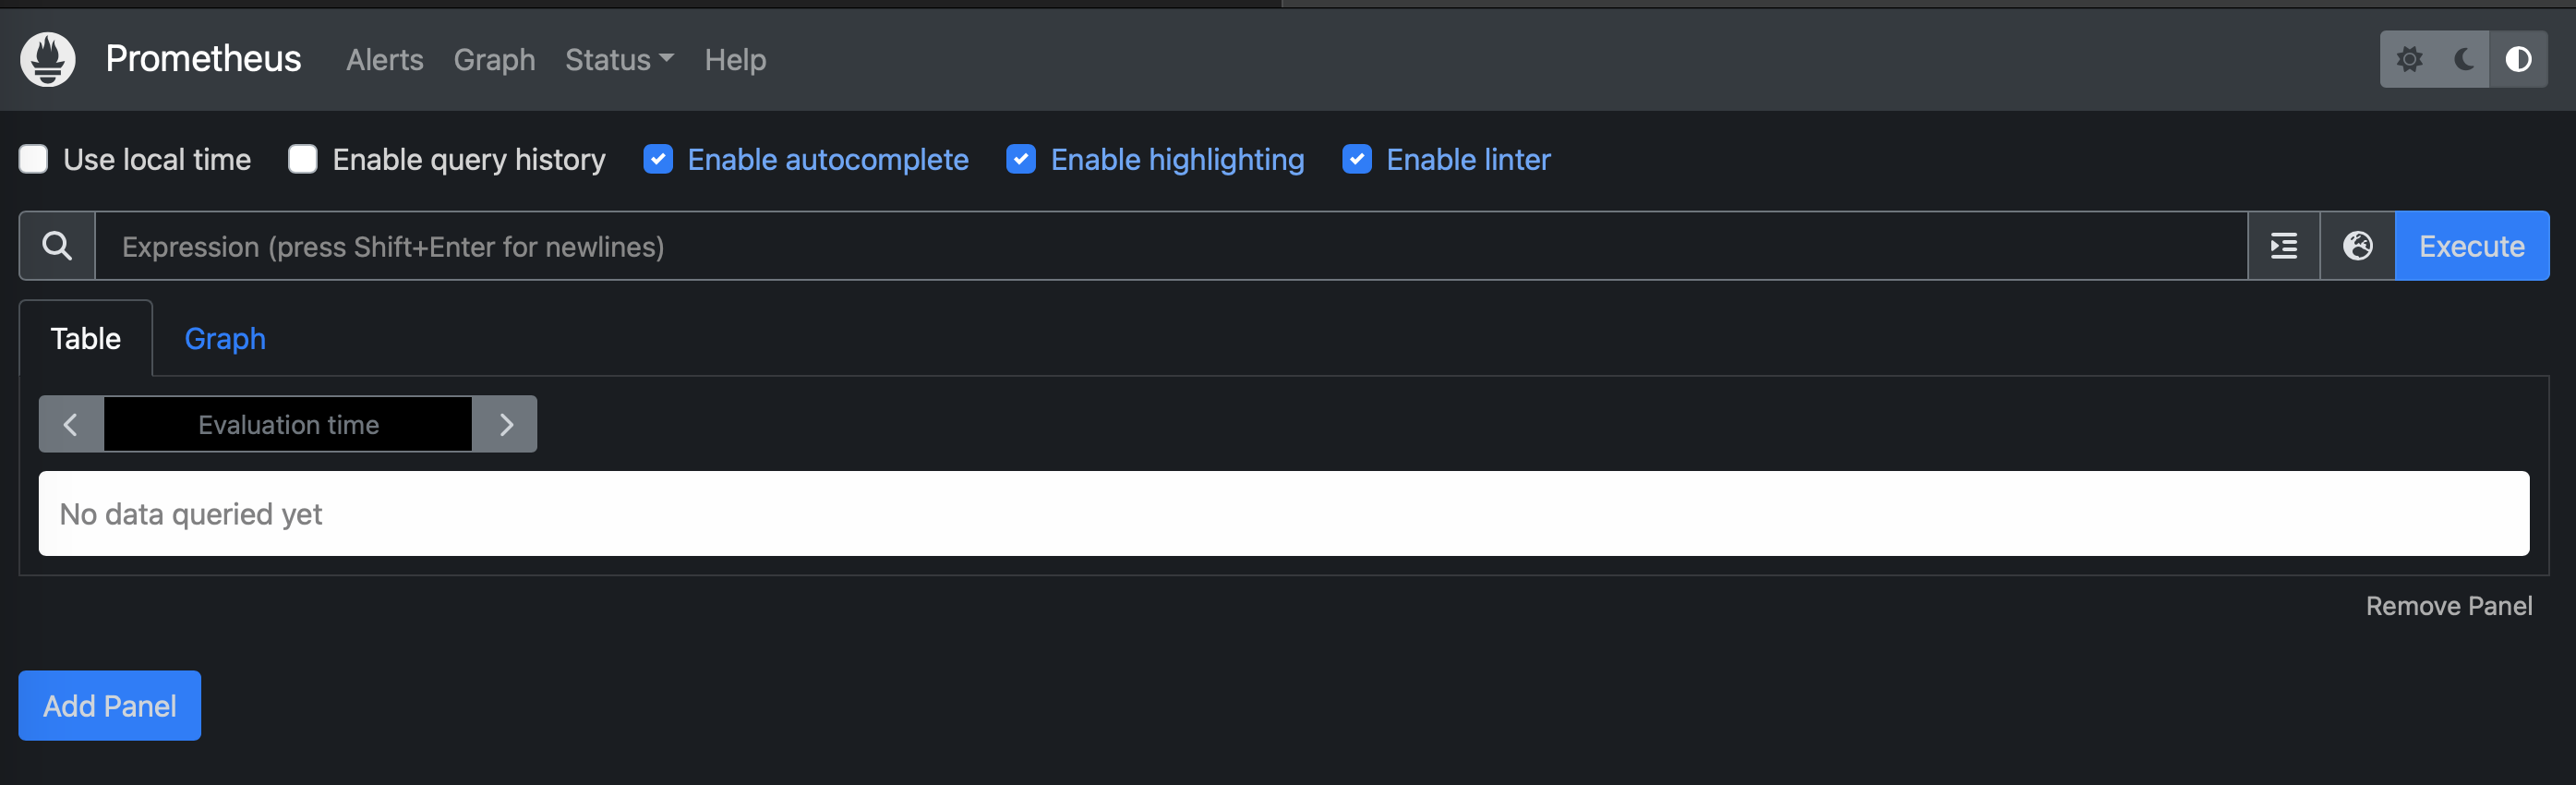 Prometheus Alerts Graph Status Help
Use local time Enable query history Enable autocomplete Enable highlighting Enable linter
Expression (press Shift+Enter for newlines) Execute
Table Graph
Evaluation time
No data queried yet
Remove Panel
Add Panel